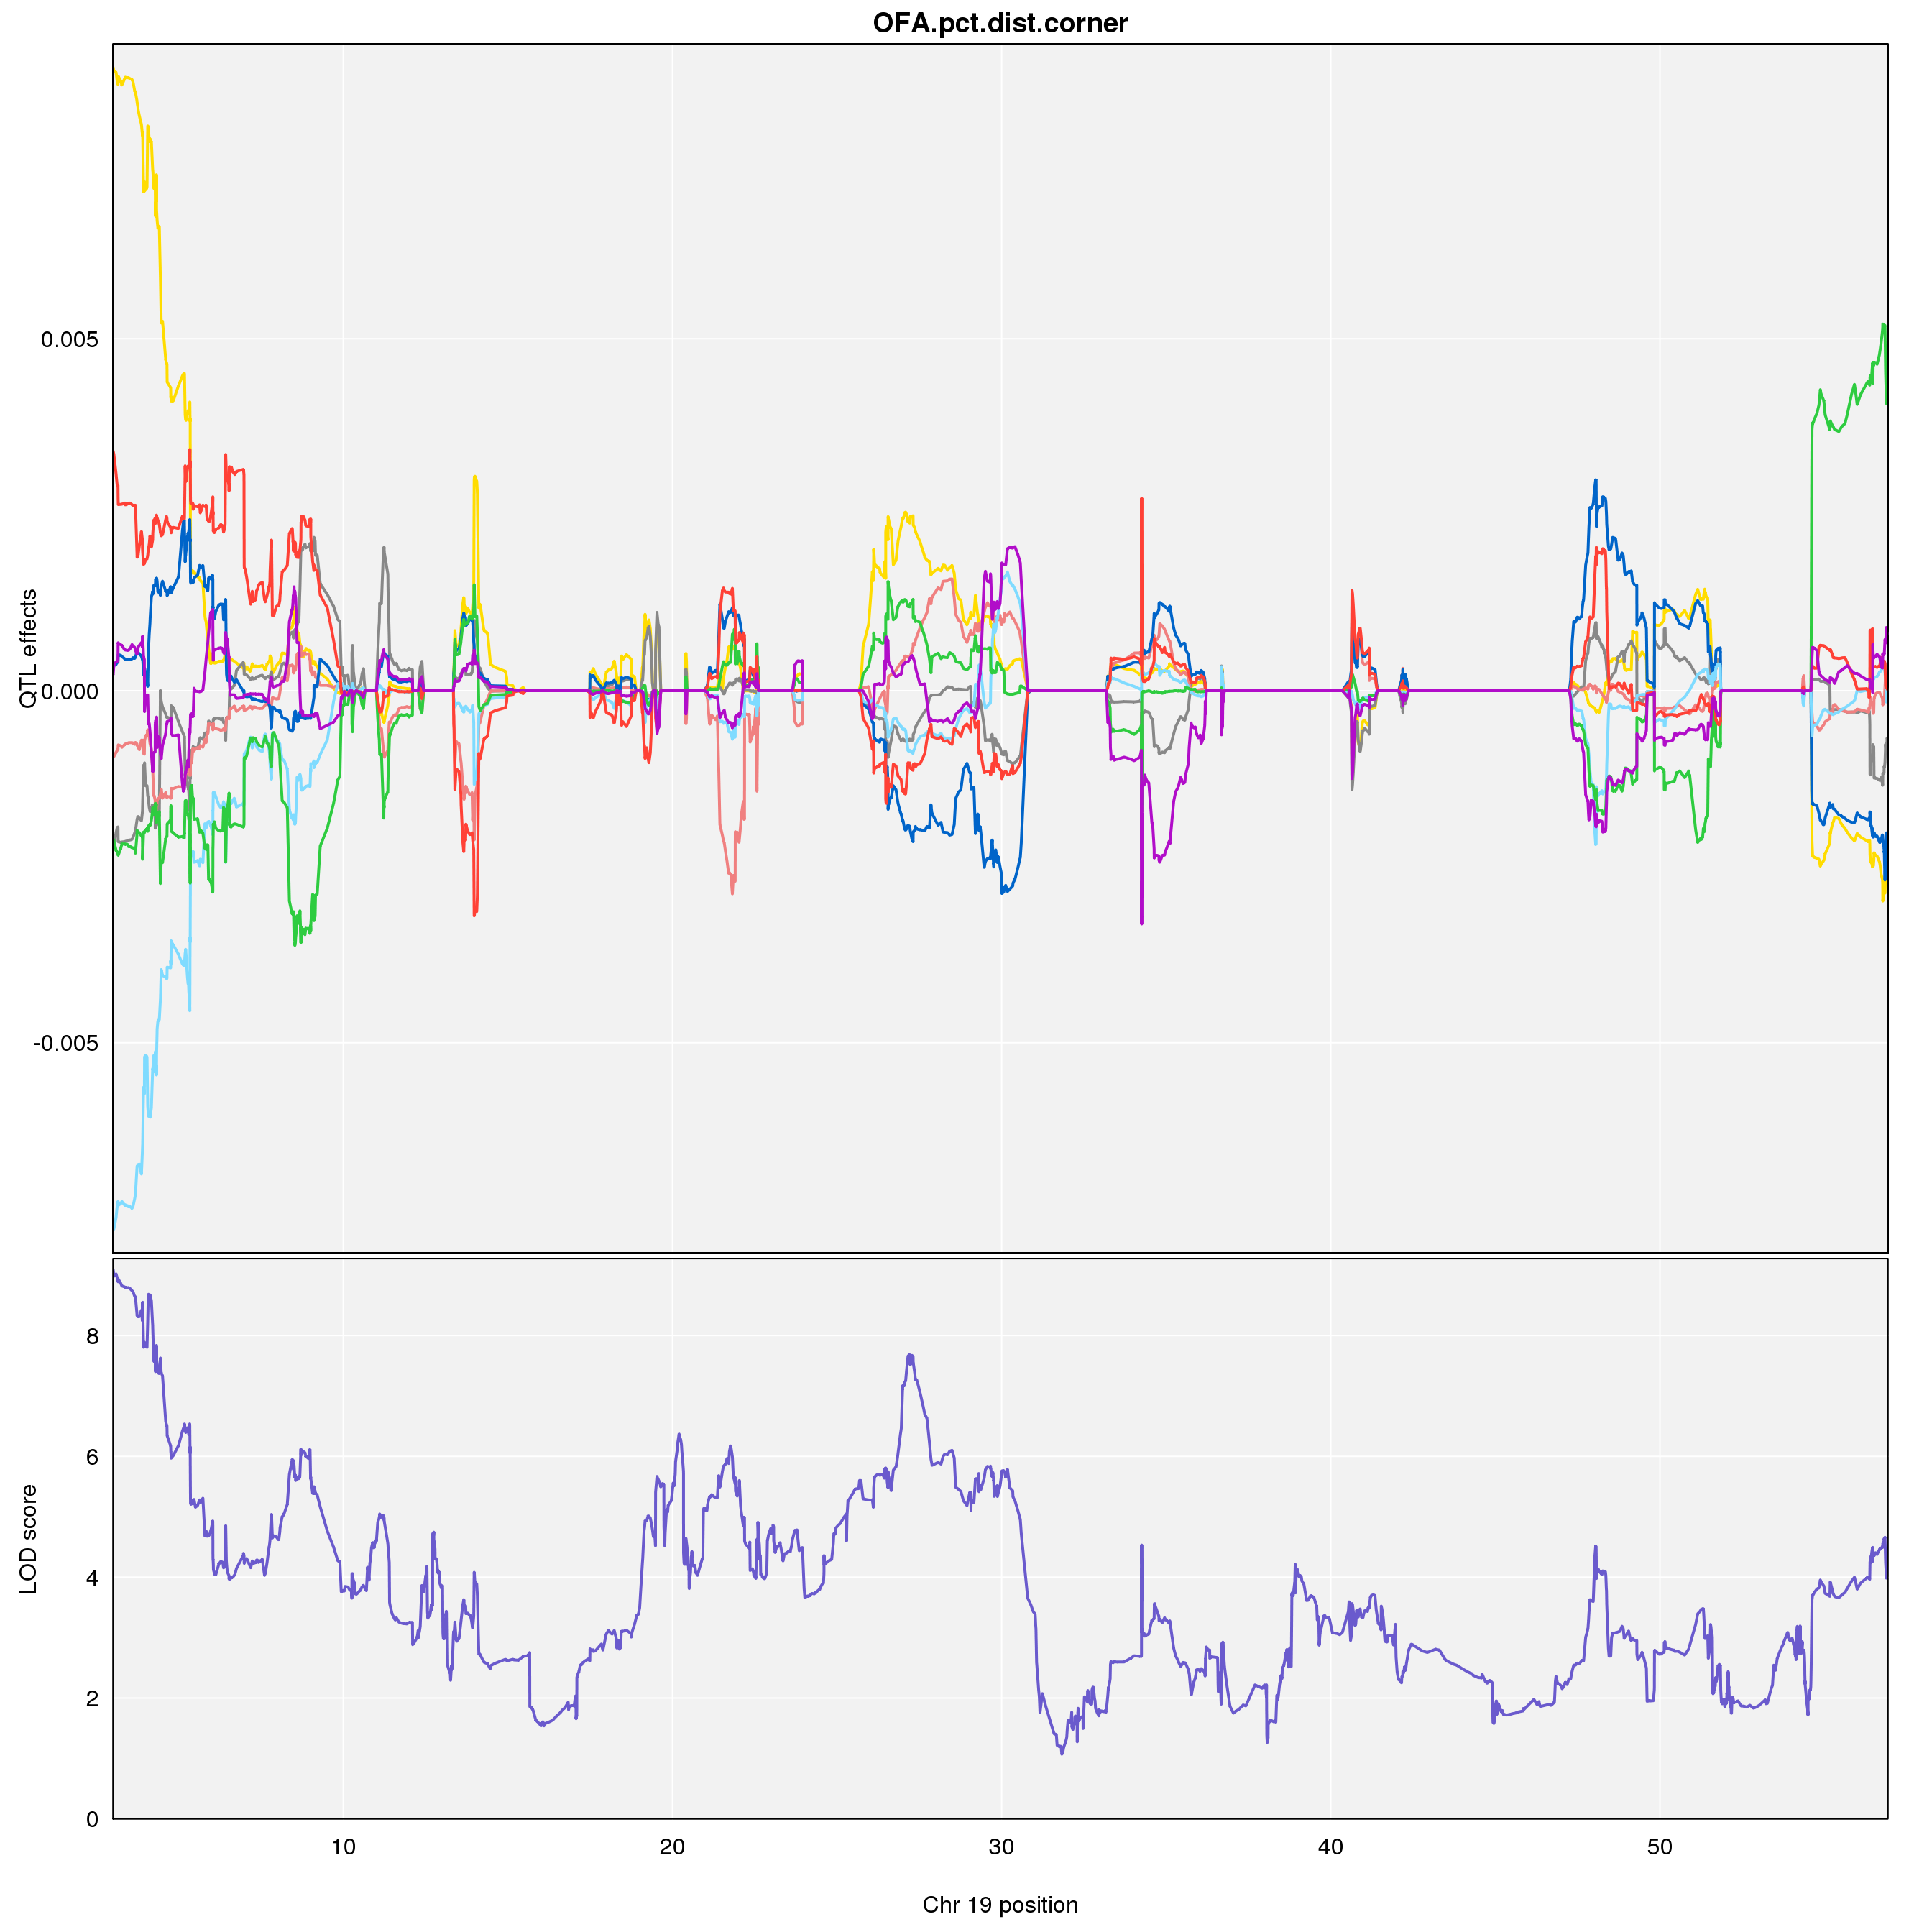 OFA.pct.dist.corner
QTL effects
0.005
0.000
-0.005
LOD score
8
6
4
2
0
10 20 30 40 50
Chr 19 position